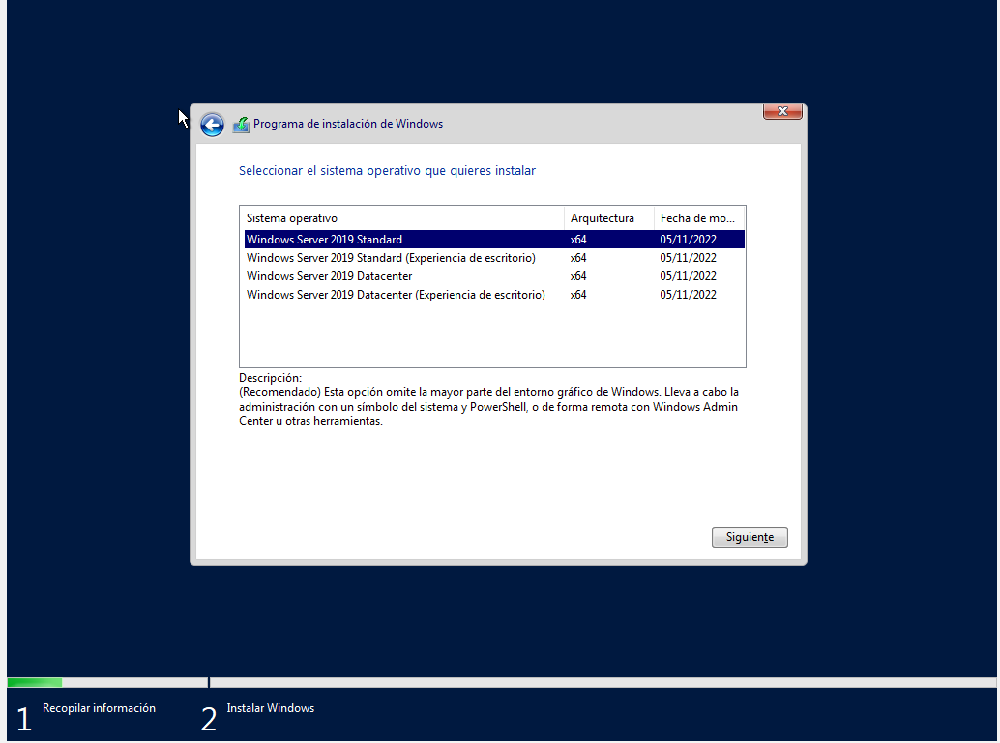 Programa de instalación de Windows
Seleccionar el sistema operativo que quieres instalar
Sistema operativo Arquitectura Fecha de mo...
Windows Server 2019 Standard x64 05/11/2022
Windows Server 2019 Standard (Experiencia de escritorio) x64 05/11/2022
Windows Server 2019 Datacenter x64 05/11/2022
Windows Server 2019 Datacenter (Experiencia de escritorio) x64 05/11/2022
Descripción:
(Recomendado) Esta opción omite la mayor parte del entorno gráfico de Windows. Lleva a cabo la
administración con un símbolo del sistema y PowerShell, o de forma remota con Windows Admin
Center u otras herramientas.
Siguiente
1 Recopilar información 2 Instalar Windows